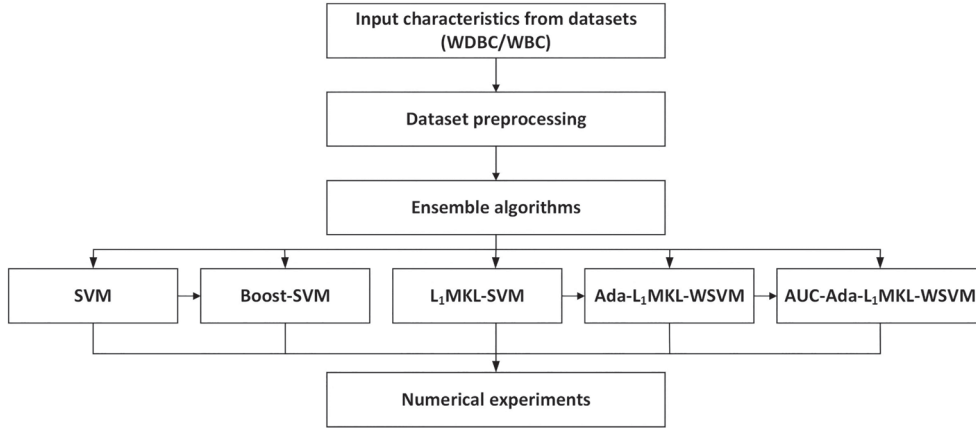 Input characteristics from datasets
(WDBC/WBC)
Dataset preprocessing
Ensemble algorithms
SVM
Boost-SVM
L₁MKL-SVM
Ada-L₁MKL-WSVM
AUC-Ada-L₁MKL-WSVM
Numerical experiments